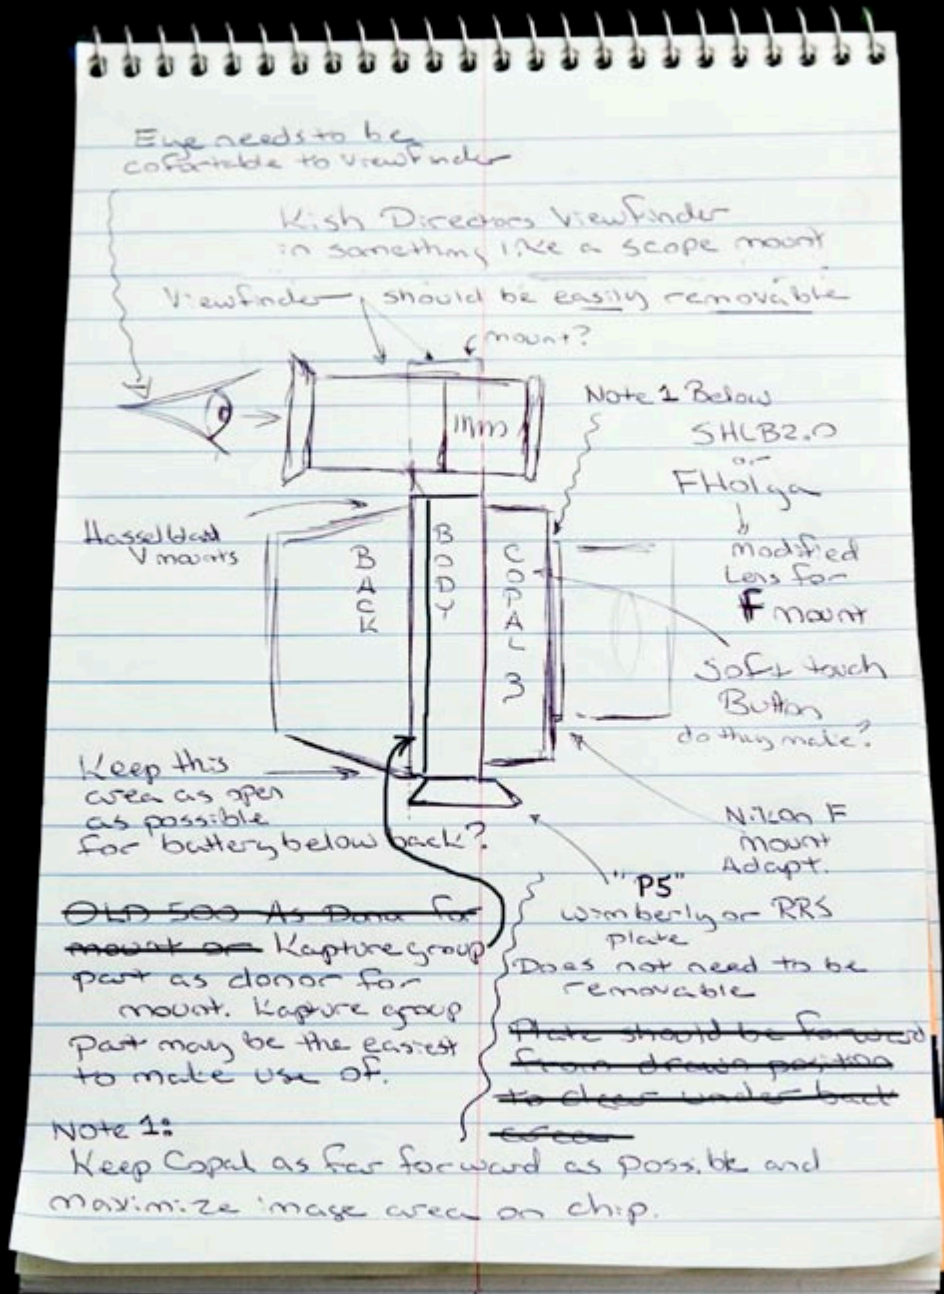 Eye needs to be
cofortable to viewfinder
Kish Directors Viewfinder
in something like a scope mount
Viewfinder should be easily removable
mount?
Note 1 Below
mm
SHLB2.0
or
FHolga
Hasselblad
V mounts
BACK
BODY
COPAL 3
modified
Lens for
F mount
Soft touch
Button
do they make?
Keep this
area as open
as possible
for battery below back?
Nikon F
mount
Adapt.
"P5"
Wimberly or RRS
plate
Does not need to be
removable
OLD 500 As Donor for
mount or Kapture group
part as donor for
mount. Kapture group
part may be the easiest
to make use of.
Plate should be forward
from drawn position
to clear under back
area
Note 1:
Keep Copal as far forward as possible and
maximize image area on chip.